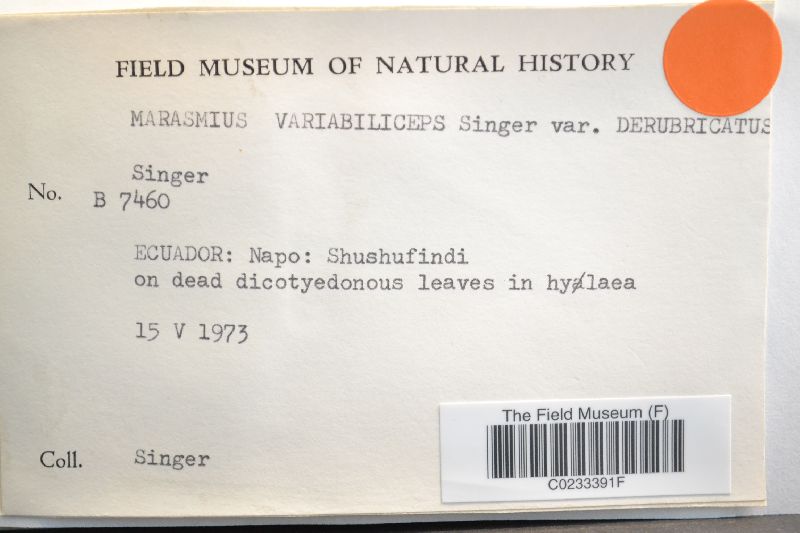 FIELD MUSEUM OF NATURAL HISTORY
MARASMIUS VARIABILICEPS Singer var. DERUBRICATUS
Singer
No. B 7460
ECUADOR: Napo: Shushufindi
on dead dicotyedonous leaves in hylaea
15 V 1973
Coll. Singer
The Field Museum (F)
C0233391F